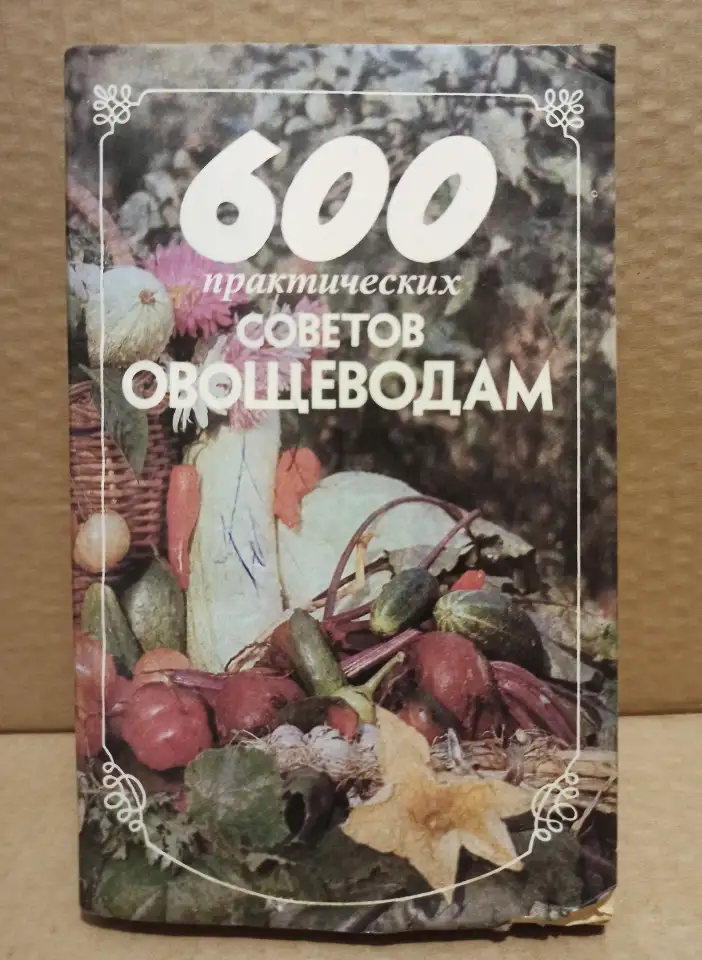 600
практических
СОВЕТОВ
ОВОЩЕВОДАМ